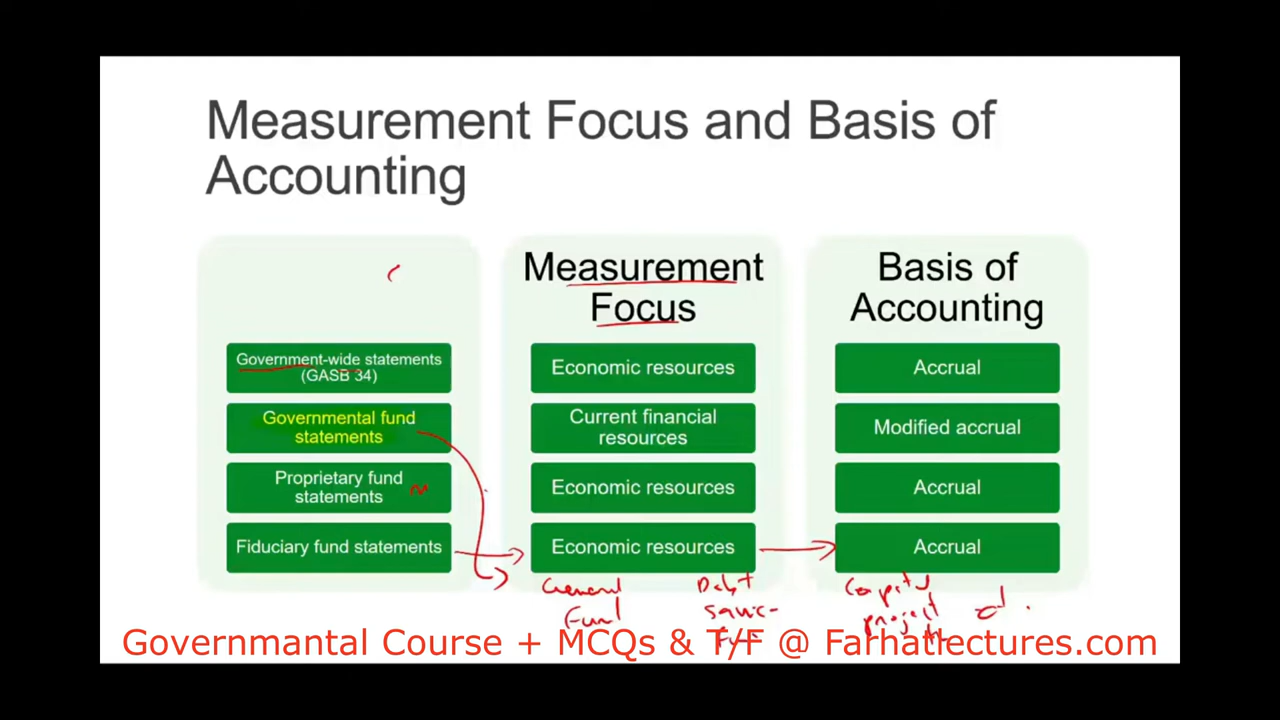 Measurement Focus and Basis of
Accounting
Measurement
Focus
Basis of
Accounting
Government-wide statements
(GASB 34)
Economic resources
Accrual
Governmental fund
statements
Current financial
resources
Modified accrual
Proprietary fund
statements
Economic resources
Accrual
Fiduciary fund statements
Economic resources
Accrual
General
Fund
Debt
project
Governmantal Course + MCQs & T/F @ Farhatlectures.com